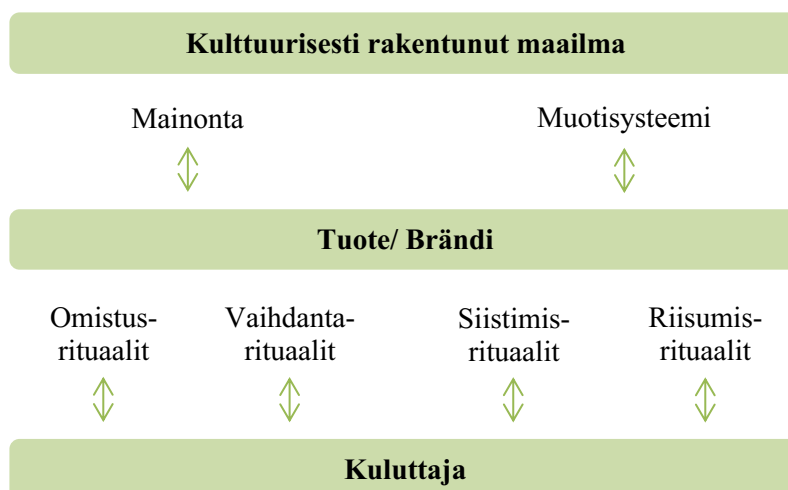 Kulttuurisesti rakentunut maailma
Mainonta
Muotisysteemi
Tuote/ Brändi
Omistus-
rituaalit
Vaihdanta-
rituaalit
Siistimis-
rituaalit
Riisumis-
rituaalit
Kuluttaja